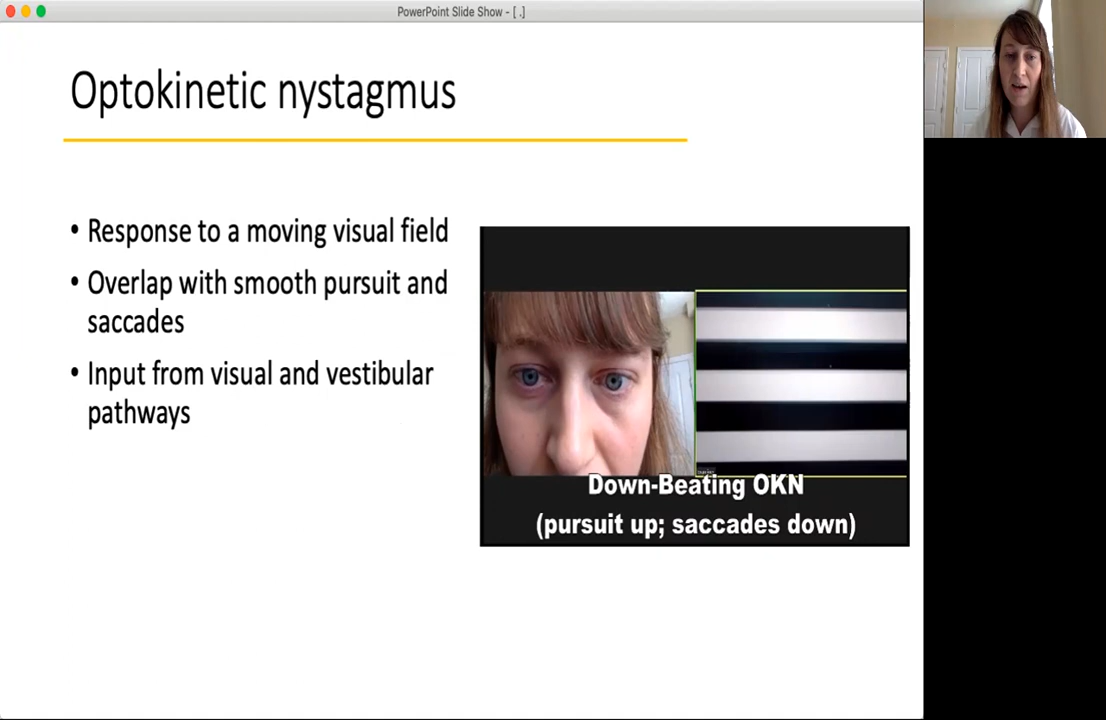 PowerPoint Slide Show - [ .]
Optokinetic nystagmus
• Response to a moving visual field
• Overlap with smooth pursuit and
saccades
• Input from visual and vestibular
pathways
Down-Beating OKN
(pursuit up; saccades down)